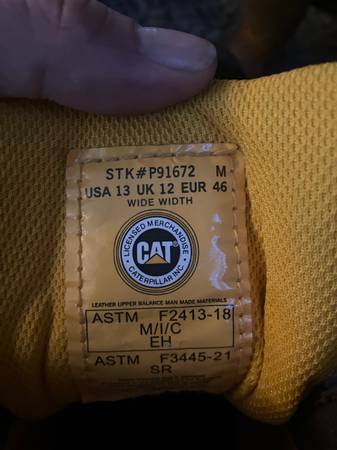 STK#P91672 M
USA 13 UK 12 EUR 46
WIDE WIDTH
LICENSED MERCHANDISE
CAT
CATERPILLAR INC
LEATHER UPPER BALANCE MAN MADE MATERIALS
ASTM F2413-18
M/I/C
EH
ASTM F3445-21
SR